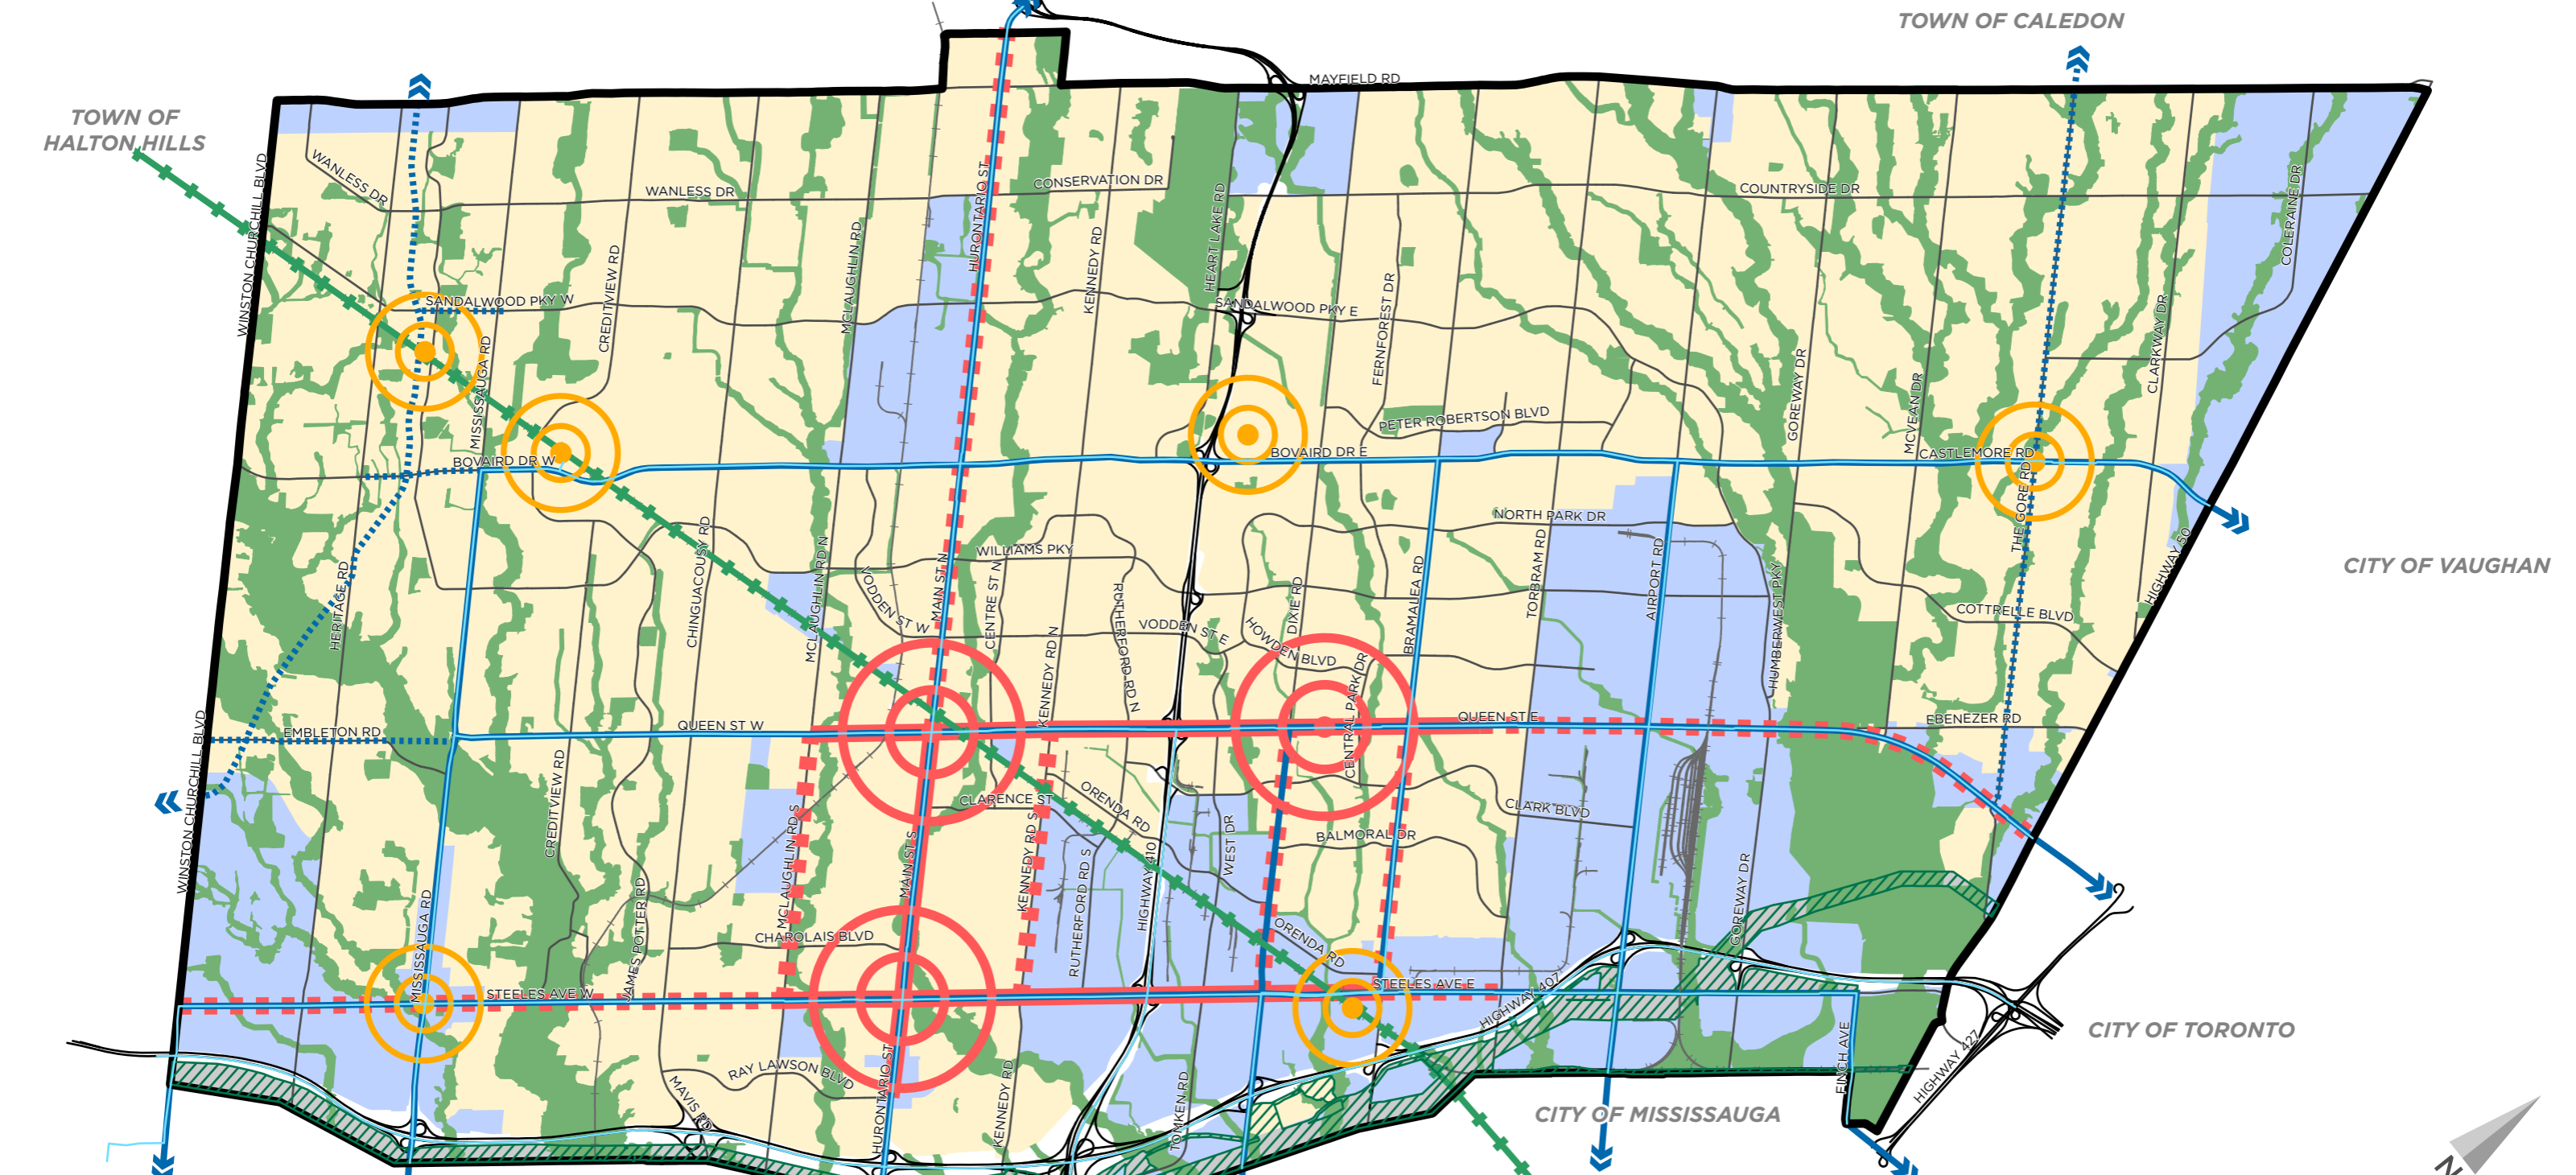 TOWN OF CALEDON
MAYFIELD RD
TOWN OF
HALTON HILLS
WINSTON CHURCHILL BLVD
WANLESS DR
WANLESS DR
CONSERVATION DR
COUNTRYSIDE DR
HURONTARIO ST
HEART LAKE RD
COLERAINE DR
CREDITVIEW RD
MCLAUGHLIN RD
KENNEDY RD
FERNFOREST DR
SANDALWOOD PKY W
SANDALWOOD PKY E
MISSISSAUGA RD
GOREWAY DR
MCVEAN DR
CLARKWAY DR
PETER ROBERTSON BLVD
BOVAIRD DR W
BOVAIRD DR E
CASTLEMORE RD
THE GORE RD
HIGHWAY 50
CITY OF VAUGHAN
NORTH PARK DR
WILLIAMS PKY
HERITAGE RD
CHINGUACOUSY RD
MCLAUGHLIN RD N
VODDEN ST W
MAIN ST N
CENTRE ST N
KENNEDY RD N
RUTHERFORD RD N
VODDEN ST E
HOWDEN BLVD
DIXIE RD
CENTRAL PARK DR
BRAMALEA RD
TORBRAM RD
AIRPORT RD
HUMBERWEST PKY
COTTRELLE BLVD
EMBLETON RD
QUEEN ST W
QUEEN ST E
EBENEZER RD
WINSTON CHURCHILL BLVD
CREDITVIEW RD
CLARENCE ST
ORENDA RD
CLARK BLVD
BALMORAL DR
MCLAUGHLIN RD S
MAIN ST S
KENNEDY RD S
RUTHERFORD RD S
HIGHWAY 410
WEST DR
GOREWAY DR
MISSISSAUGA RD
JAMES POTTER RD
CHAROLAIS BLVD
ORENDA RD
STEELES AVE W
STEELES AVE E
HIGHWAY 407
CITY OF TORONTO
FINCH AVE
HIGHWAY 427
RAY LAWSON BLVD
MAVIS RD
HURONTARIO ST
KENNEDY RD
TOMKEN RD
CITY OF MISSISSAUGA
N